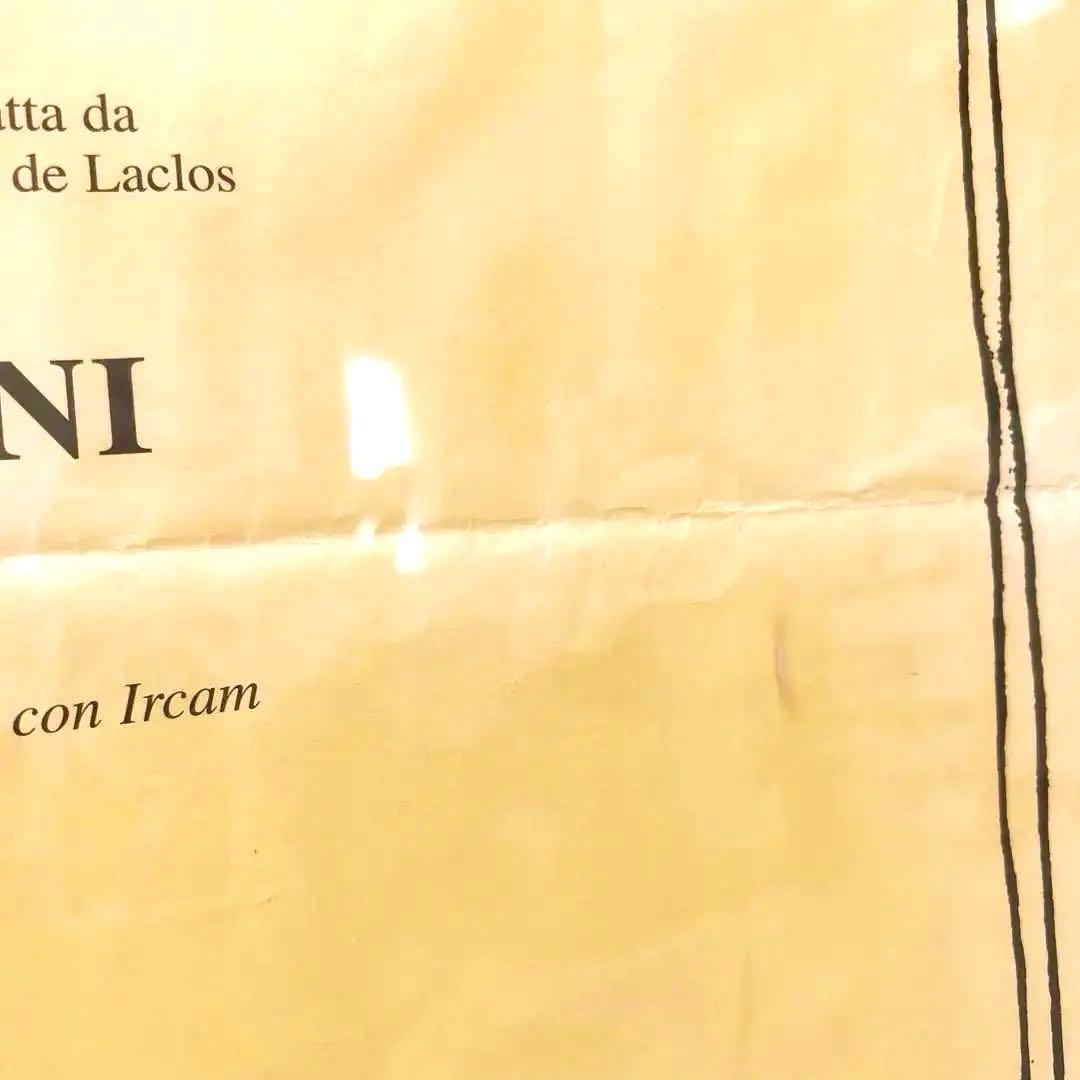 atta da
de Laclos
NI
con Ircam